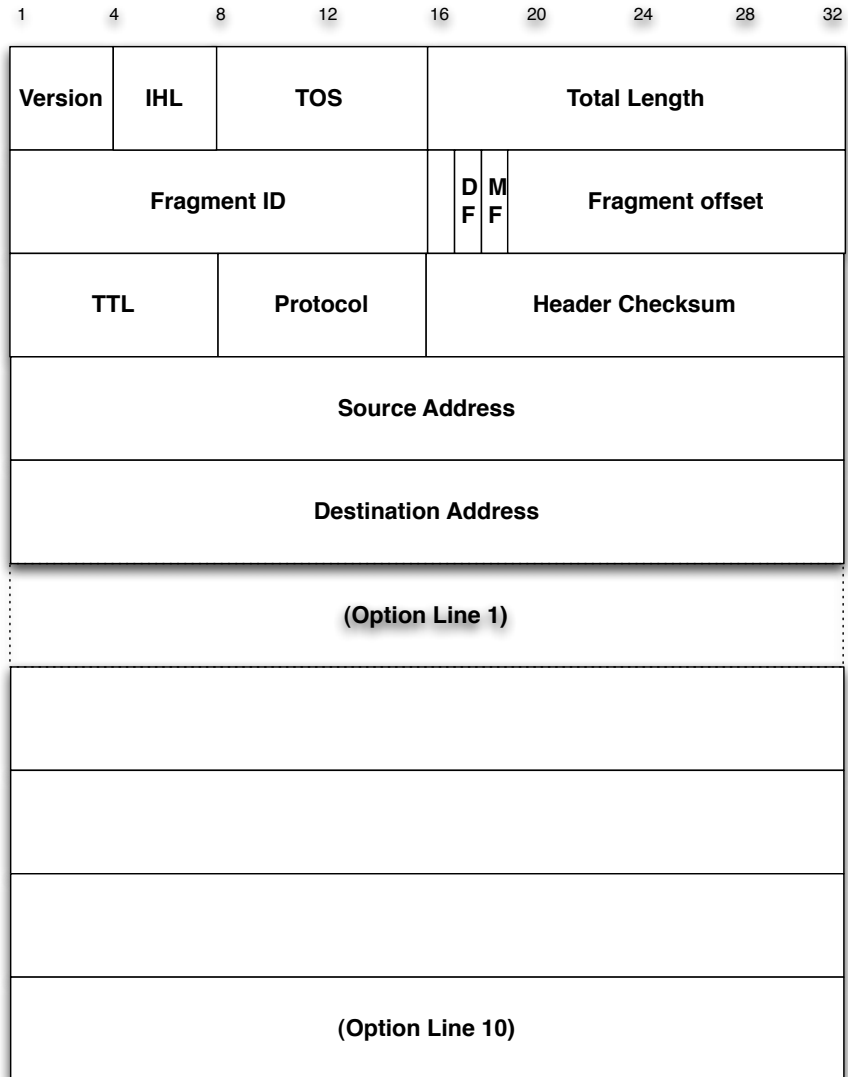 1 4 8 12 16 20 24 28 32
Version IHL TOS Total Length
Fragment ID D F M F Fragment offset
TTL Protocol Header Checksum
Source Address
Destination Address
(Option Line 1)
(Option Line 10)